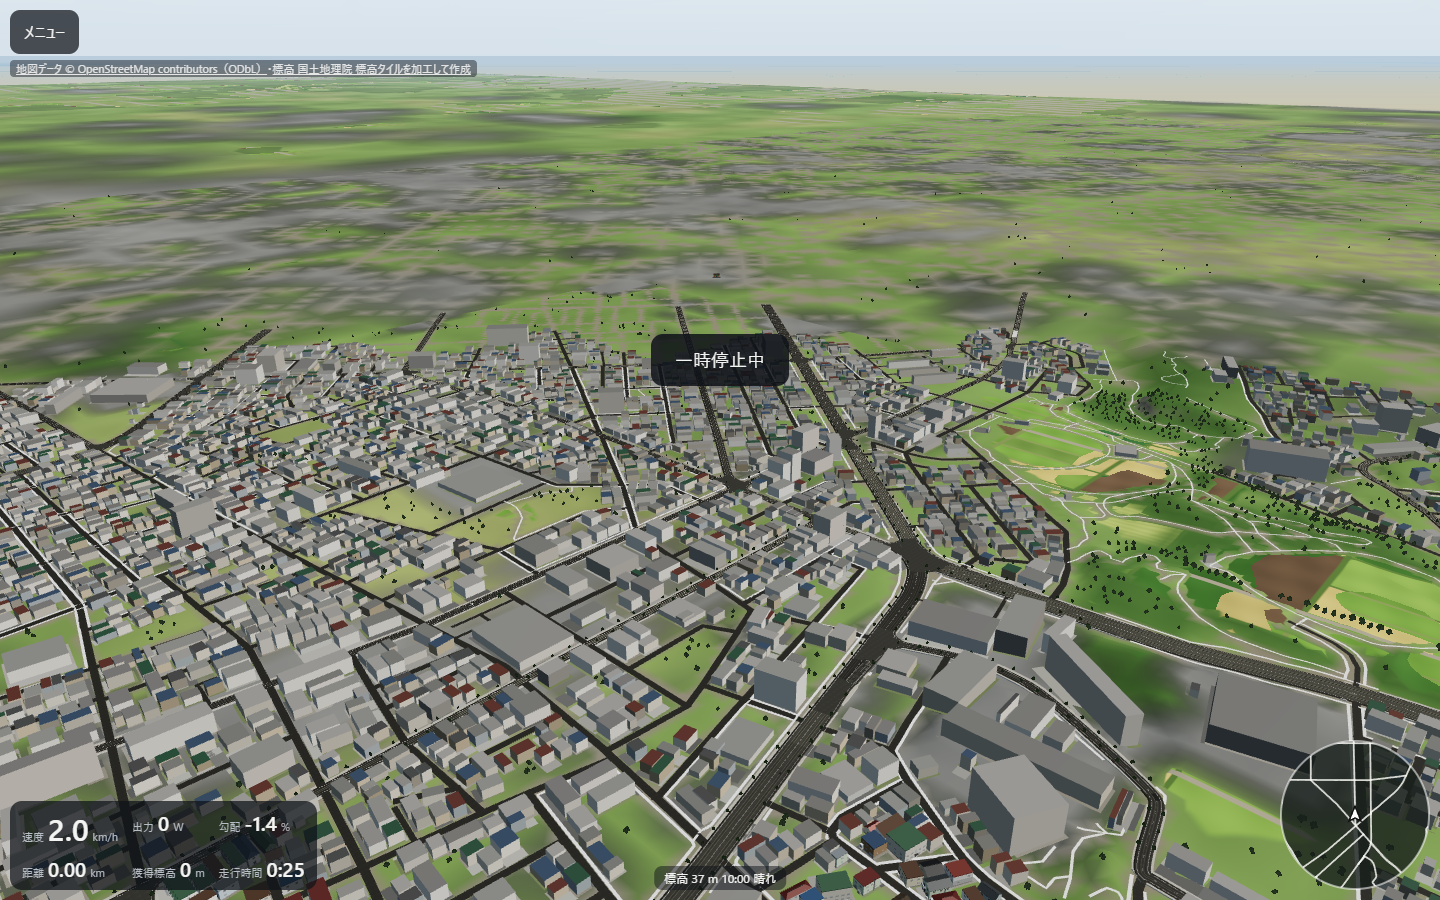 メニュー
地図データ © OpenStreetMap contributors（ODbL）・標高 国土地理院 標高タイルを加工して作成
一時停止中
速度 2.0 km/h 出力 0 W 勾配 -1.4 %
距離 0.00 km 獲得標高 0 m 走行時間 0:25
標高 37 m 10:00 晴れ